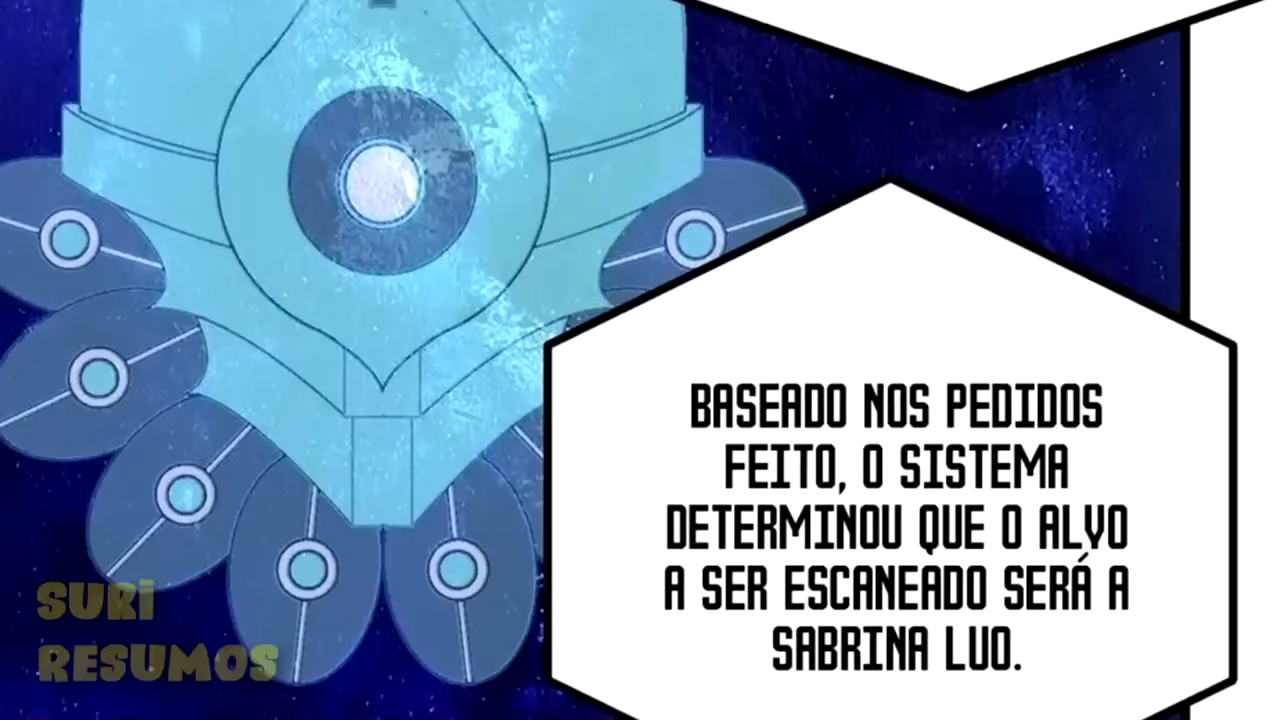 BASEADO NOS PEDIDOS
FEITO, O SISTEMA
DETERMINOU QUE O ALVO
A SER ESCANEADO SERÁ A
SABRINA LUO.
SURI
RESUMOS